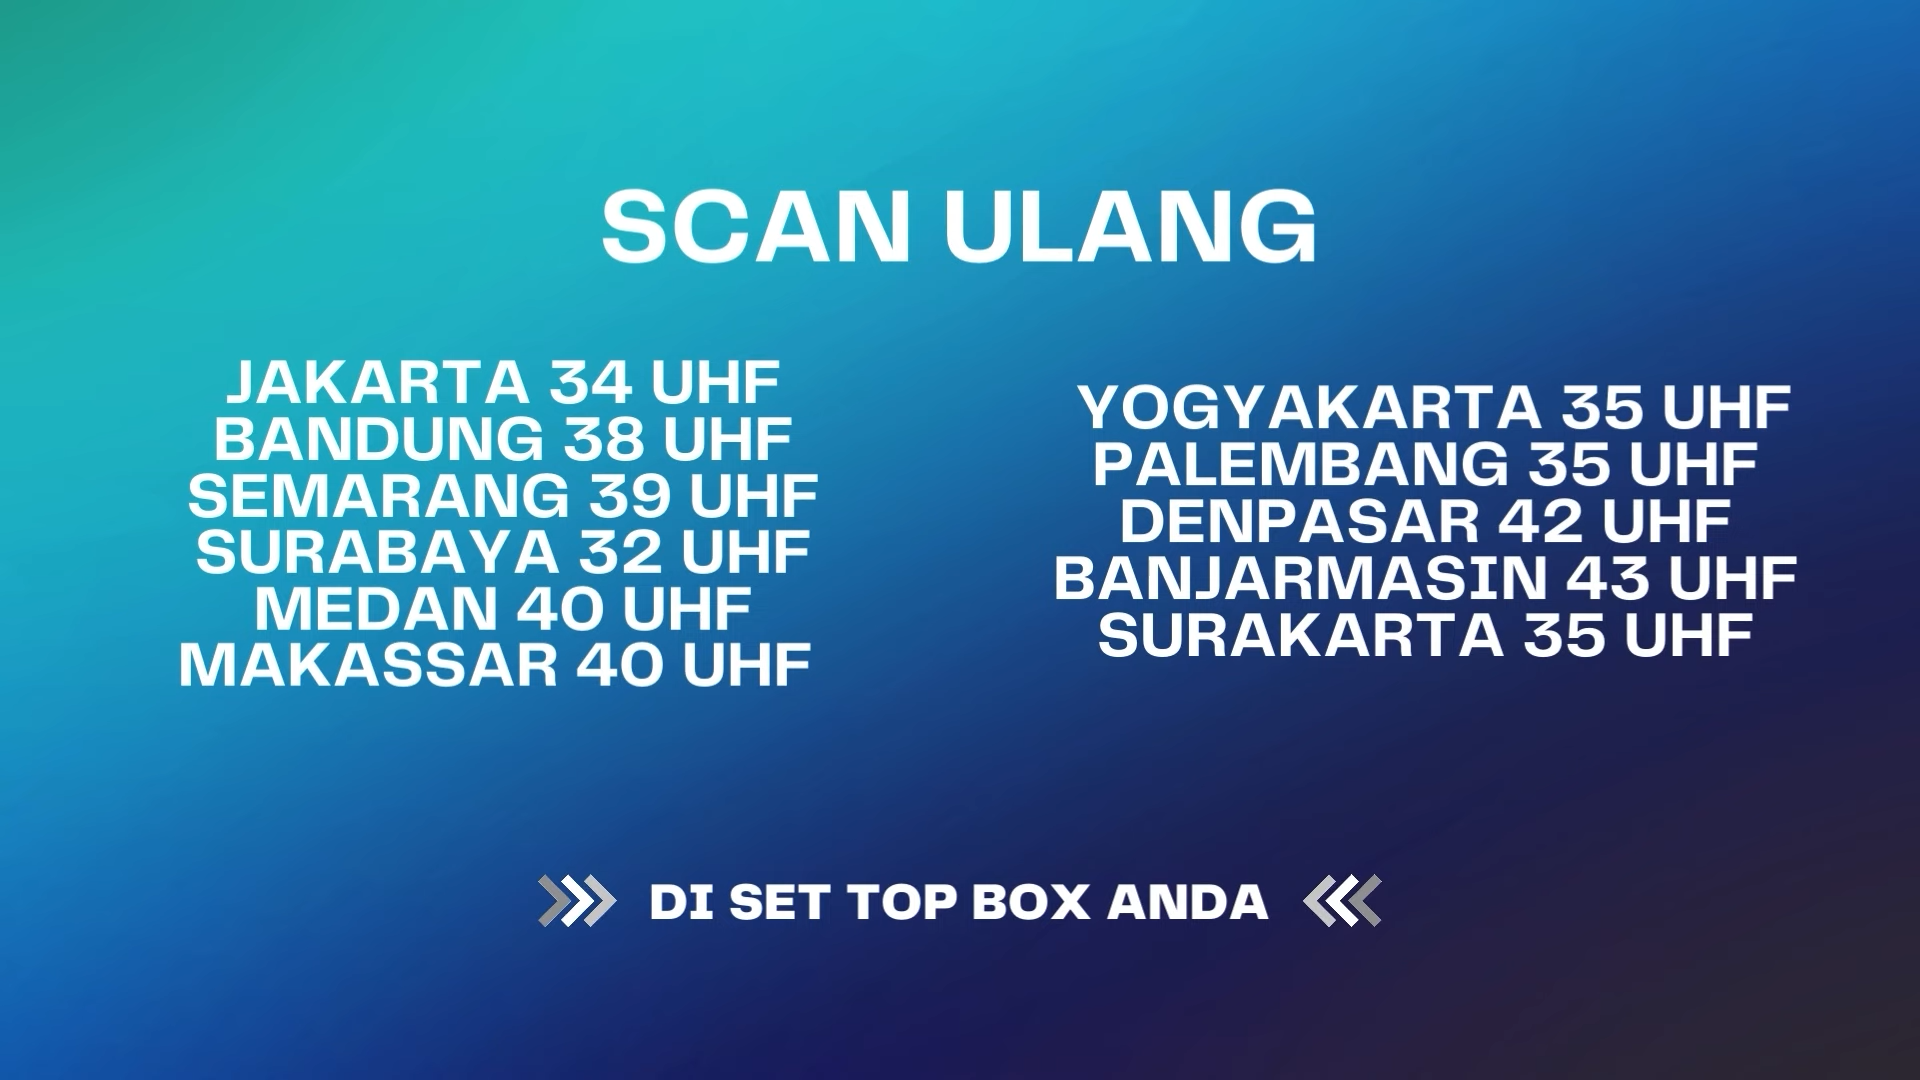 SCAN ULANG
JAKARTA 34 UHF
BANDUNG 38 UHF
SEMARANG 39 UHF
SURABAYA 32 UHF
MEDAN 40 UHF
MAKASSAR 40 UHF
YOGYAKARTA 35 UHF
PALEMBANG 35 UHF
DENPASAR 42 UHF
BANJARMASIN 43 UHF
SURAKARTA 35 UHF
DI SET TOP BOX ANDA